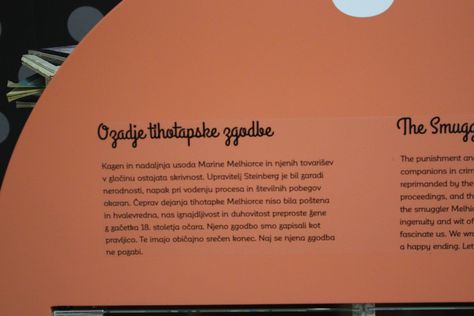 Ozadje tihotapske zgodbe
Kazen in nadaljnja usoda Marine Melhiorce in njenih tovarišev
v zločinu ostajata skrivnost. Upravitelj Steinberg je bil zaradi
nerodnosti, napak pri vodenju procesa in številnih pobegov
okaran. Čeprav dejanja tihotapke Melhiorce niso bila poštena
in hvalevredna, nas iznajdljivost in duhovitost preproste žene
z začetka 18. stoletja očara. Njeno zgodbo smo zapisali kot
pravljico. Te imajo običajno srečen konec. Naj se njena zgodba
ne pozabi.
The Smugg
The punishment an
companions in crim
reprimanded by the
proceedings, and th
the smuggler Melhi
ingenuity and wit of
fascinate us. We wro
a happy ending. Let